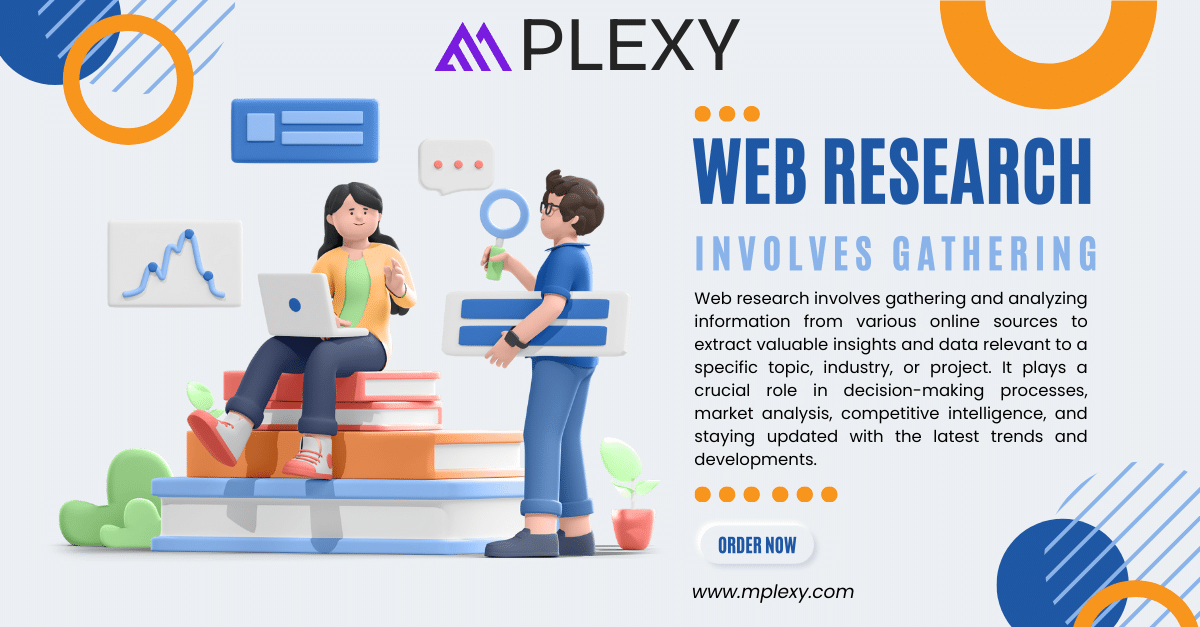 MPLEXY
WEB RESEARCH
INVOLVES GATHERING
Web research involves gathering and analyzing
information from various online sources to
extract valuable insights and data relevant to a
specific topic, industry, or project. It plays a
crucial role in decision-making processes,
market analysis, competitive intelligence, and
staying updated with the latest trends and
developments.
ORDER NOW
www.mplexy.com